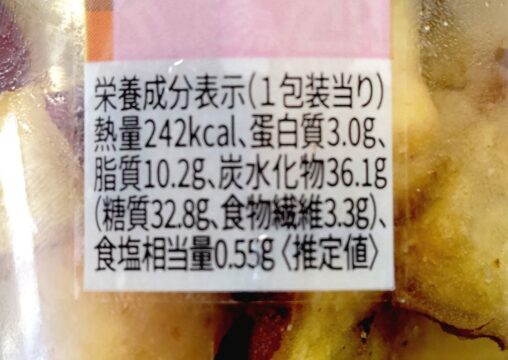 栄養成分表示(1包装当り)
熱量242kcal、蛋白質3.0g、
脂質10.2g、炭水化物36.1g
(糖質32.8g、食物繊維3.3g)、
食塩相当量0.55g〈推定値〉